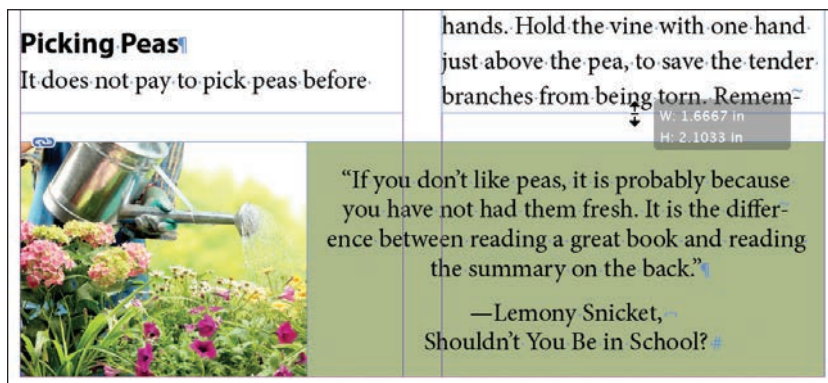 Picking Peas
It does not pay to pick peas before
hands. Hold the vine with one hand
just above the pea, to save the tender
branches from being torn. Remem-
W: 1.6667 in
H: 2.1033 in
“If you don’t like peas, it is probably because
you have not had them fresh. It is the differ-
ence between reading a great book and reading
the summary on the back.”
—Lemony Snicket,
Shouldn’t You Be in School?